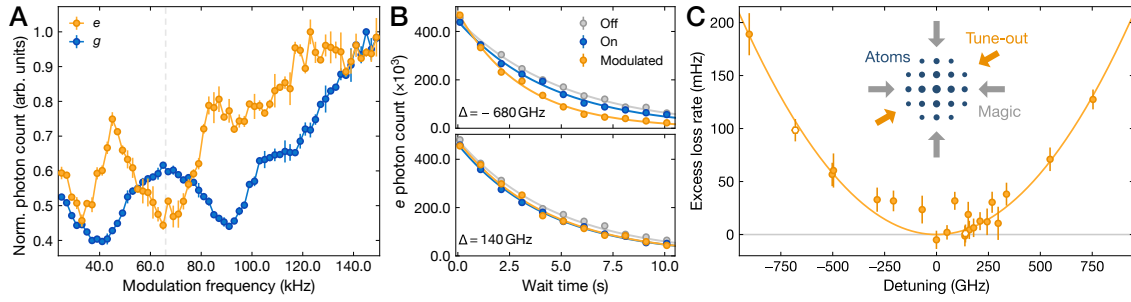 A
e
g
Norm. photon count (arb. units)
1.0
0.9
0.8
0.7
0.6
0.5
0.4
40.0
60.0
80.0
100.0
120.0
140.0
Modulation frequency (kHz)
B
Off
On
Modulated
e photon count (×10³)
400.0
200.0
0.0
Δ = − 680 GHz
400.0
200.0
0.0
Δ = 140 GHz
0.0
2.5
5.0
7.5
10.0
Wait time (s)
C
Excess loss rate (mHz)
200
150
100
50
0
Atoms
Tune-out
Magic
−750
−500
−250
0
250
500
750
Detuning (GHz)